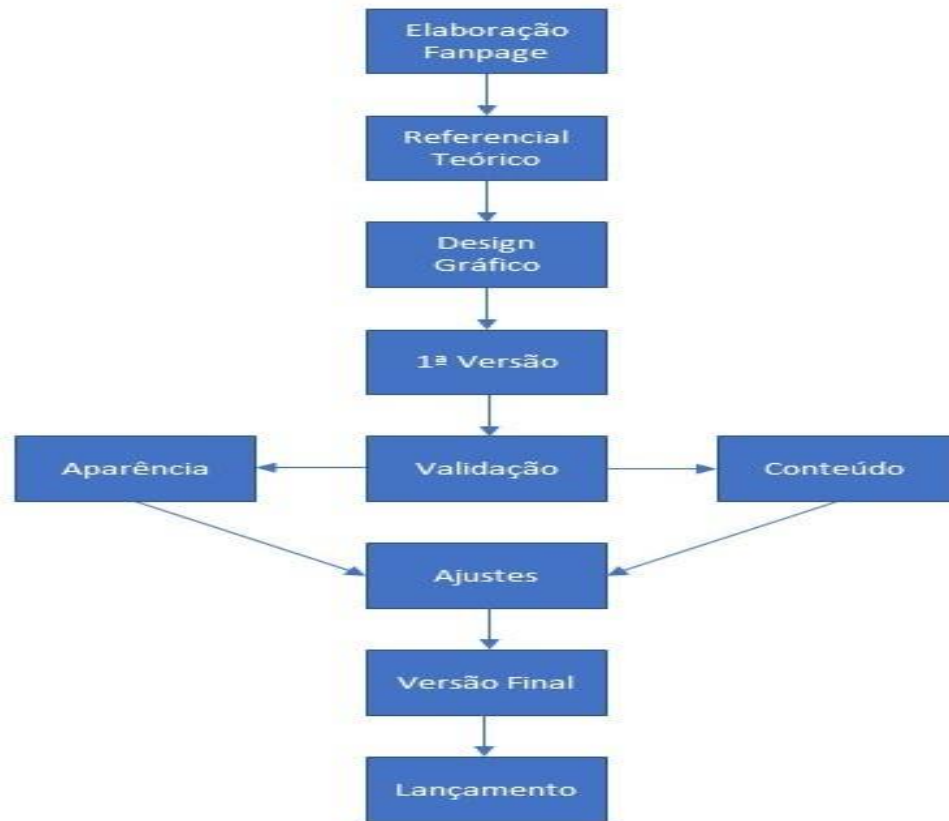 Elaboração
Fanpage
Referencial
Teórico
Design
Gráfico
1ª Versão
Aparência
Validação
Conteúdo
Ajustes
Versão Final
Lançamento